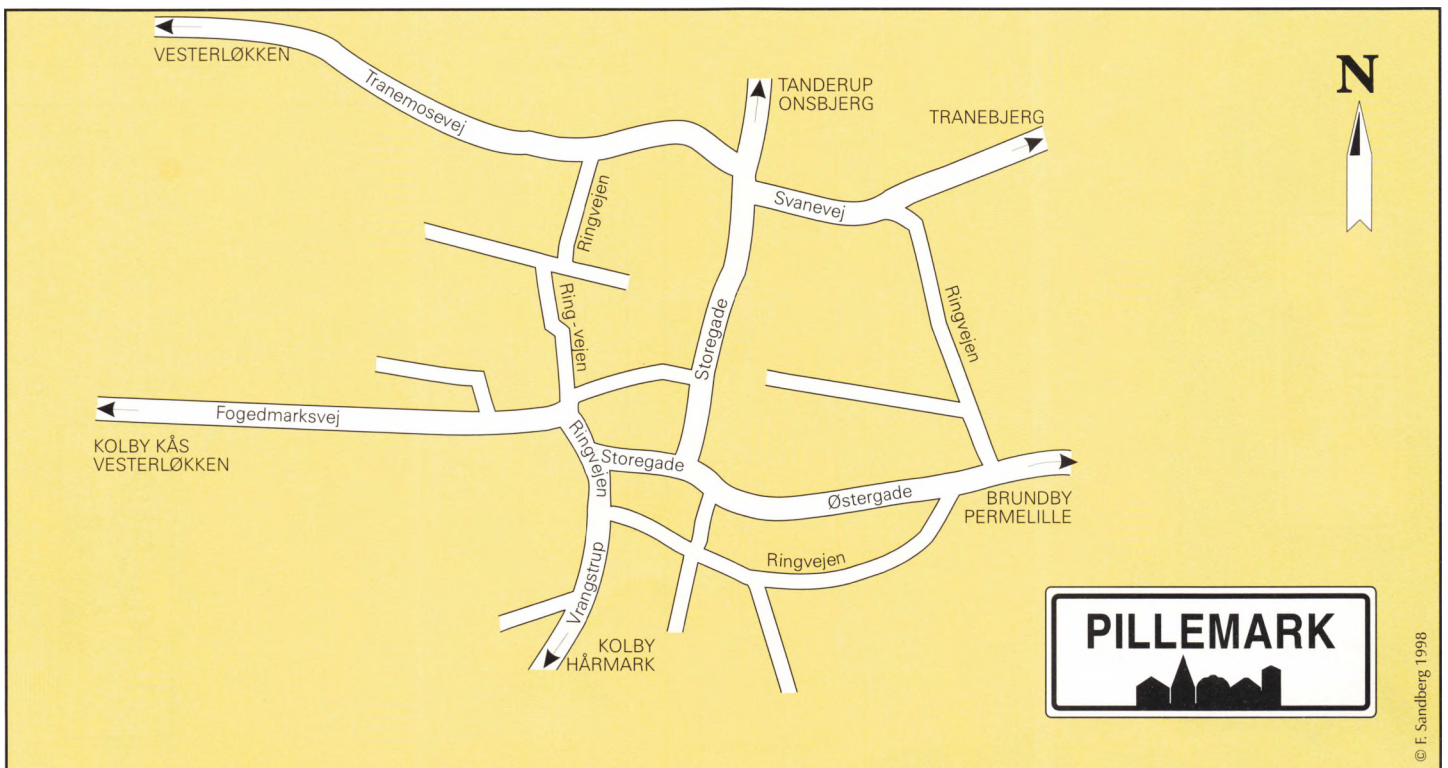 VESTERLØKKEN
TANDERUP
ONSBJERG
N
TRANEBJERG
Tranemosevej
Ringvejen
Svanevej
Ring-vejen
Storegade
Ringvejen
Fogedmarksvej
KOLBY KÅS
VESTERLØKKEN
Ringvejen
Storegade
Østergade
BRUNDBY
PERMELILLE
Ringvejen
Vrangstrup
KOLBY
HÅRMARK
PILLEMARK
© F. Sandberg 1998